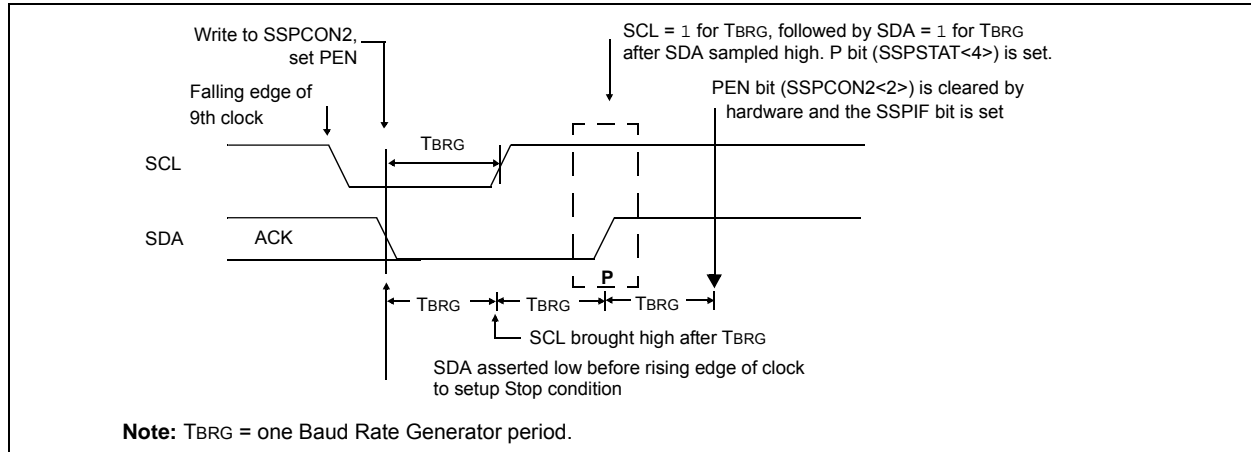 Write to SSPCON2,
set PEN
SCL = 1 for TBRG, followed by SDA = 1 for TBRG
after SDA sampled high. P bit (SSPSTAT<4>) is set.
Falling edge of
9th clock
PEN bit (SSPCON2<2>) is cleared by
hardware and the SSPIF bit is set
TBRG
SCL
SDA
ACK
P
TBRG
TBRG
TBRG
SCL brought high after TBRG
SDA asserted low before rising edge of clock
to setup Stop condition
Note: TBRG = one Baud Rate Generator period.